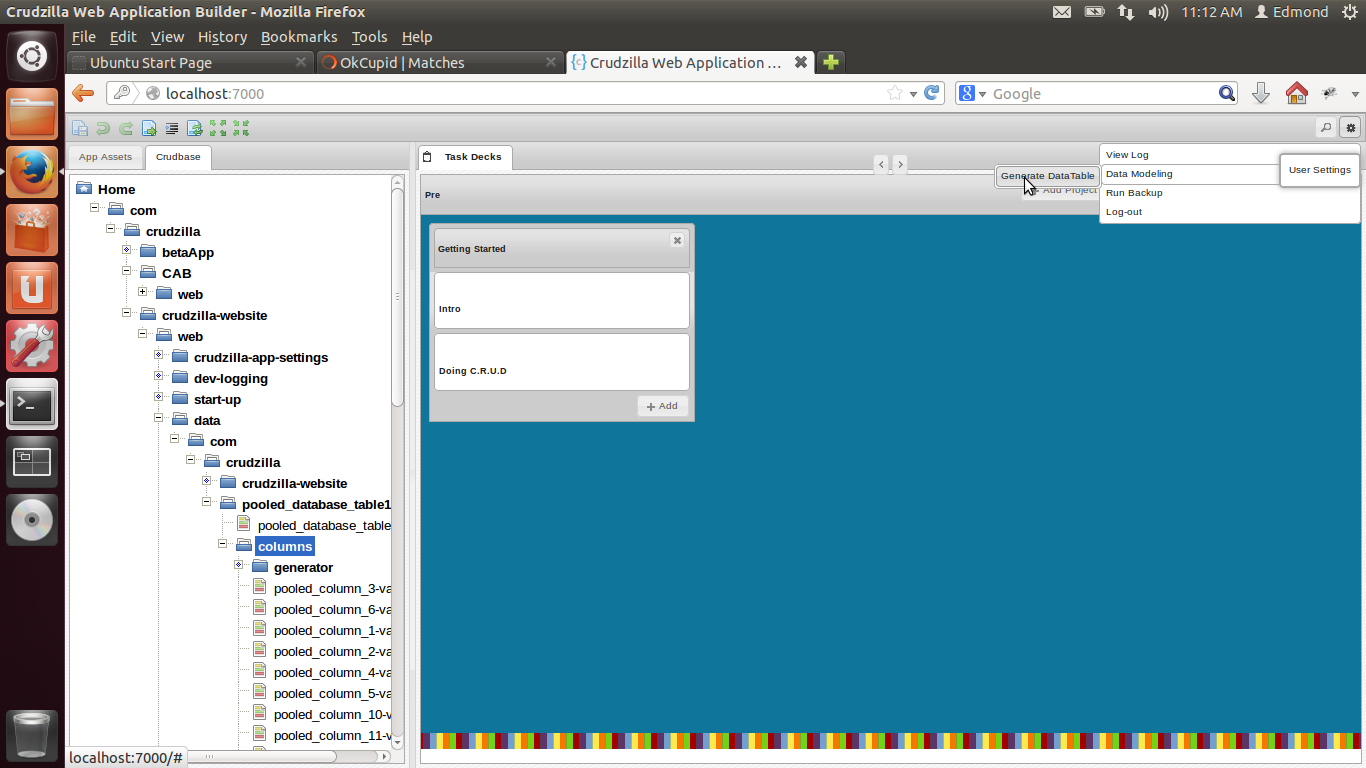 Crudzilla Web Application Builder - Mozilla Firefox
11:12 AM
Edmond
File Edit View History Bookmarks Tools Help
Ubuntu Start Page
OkCupid | Matches
{c} Crudzilla Web Application ...
localhost:7000
8 Google
App Assets
Crudbase
Task Decks
View Log
Data Modeling
Run Backup
Log-out
User Settings
Generate DataTable
+ Add Project
Pre
Home
com
crudzilla
betaApp
CAB
web
crudzilla-website
web
crudzilla-app-settings
dev-logging
start-up
data
com
crudzilla
crudzilla-website
pooled_database_table1
pooled_database_table
columns
generator
pooled_column_3-va
pooled_column_6-va
pooled_column_1-va
pooled_column_2-va
pooled_column_4-va
pooled_column_5-va
pooled_column_10-v
pooled_column_11-v
Getting Started
Intro
Doing C.R.U.D
+ Add
localhost:7000/#